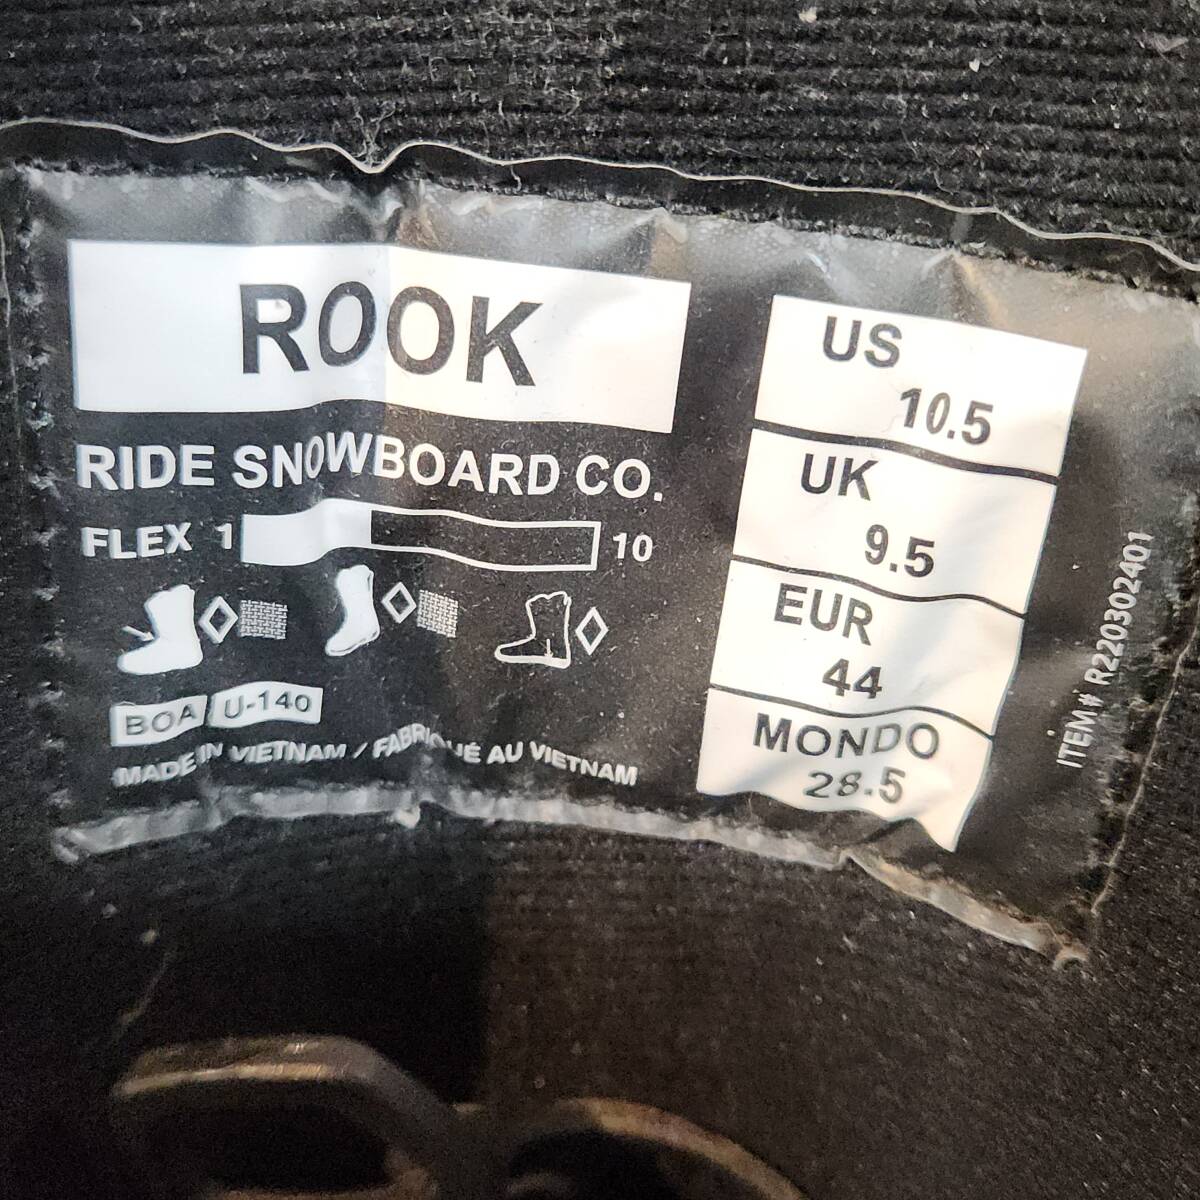 ROOK
RIDE SNOWBOARD CO.
FLEX 1 10
BOA U-140
MADE IN VIETNAM / FABRIQUÉ AU VIETNAM
US
10.5
UK
9.5
EUR
44
MONDO
28.5
ITEM# R220302401